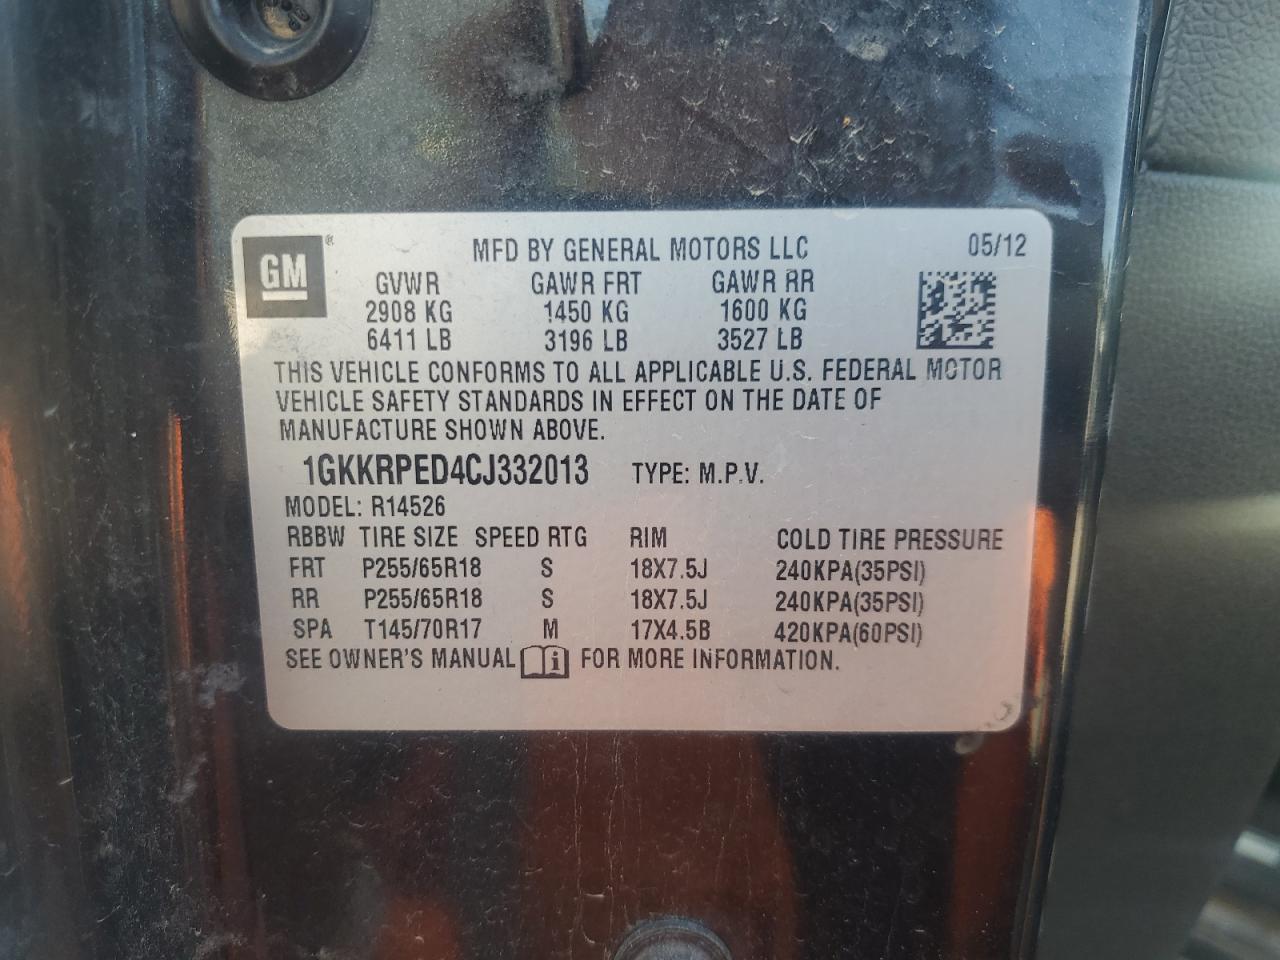 GM ®
MFD BY GENERAL MOTORS LLC 05/12
GVWR GAWR FRT GAWR RR
2908 KG 1450 KG 1600 KG
6411 LB 3196 LB 3527 LB
THIS VEHICLE CONFORMS TO ALL APPLICABLE U.S. FEDERAL MOTOR
VEHICLE SAFETY STANDARDS IN EFFECT ON THE DATE OF
MANUFACTURE SHOWN ABOVE.
1GKKRPED4CJ332013 TYPE: M.P.V.
MODEL: R14526
RBBW TIRE SIZE SPEED RTG RIM COLD TIRE PRESSURE
FRT P255/65R18 S 18X7.5J 240KPA(35PSI)
RR P255/65R18 S 18X7.5J 240KPA(35PSI)
SPA T145/70R17 M 17X4.5B 420KPA(60PSI)
SEE OWNER'S MANUAL i FOR MORE INFORMATION.